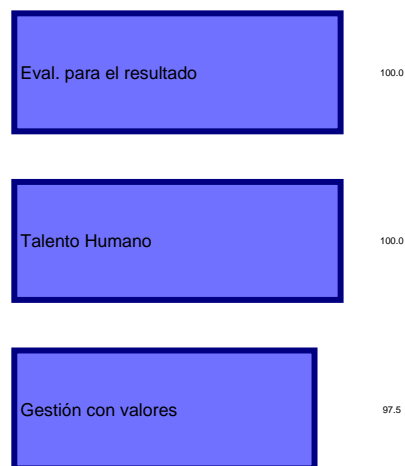 Eval. para el resultado 100.0
Talento Humano 100.0
Gestión con valores 97.5